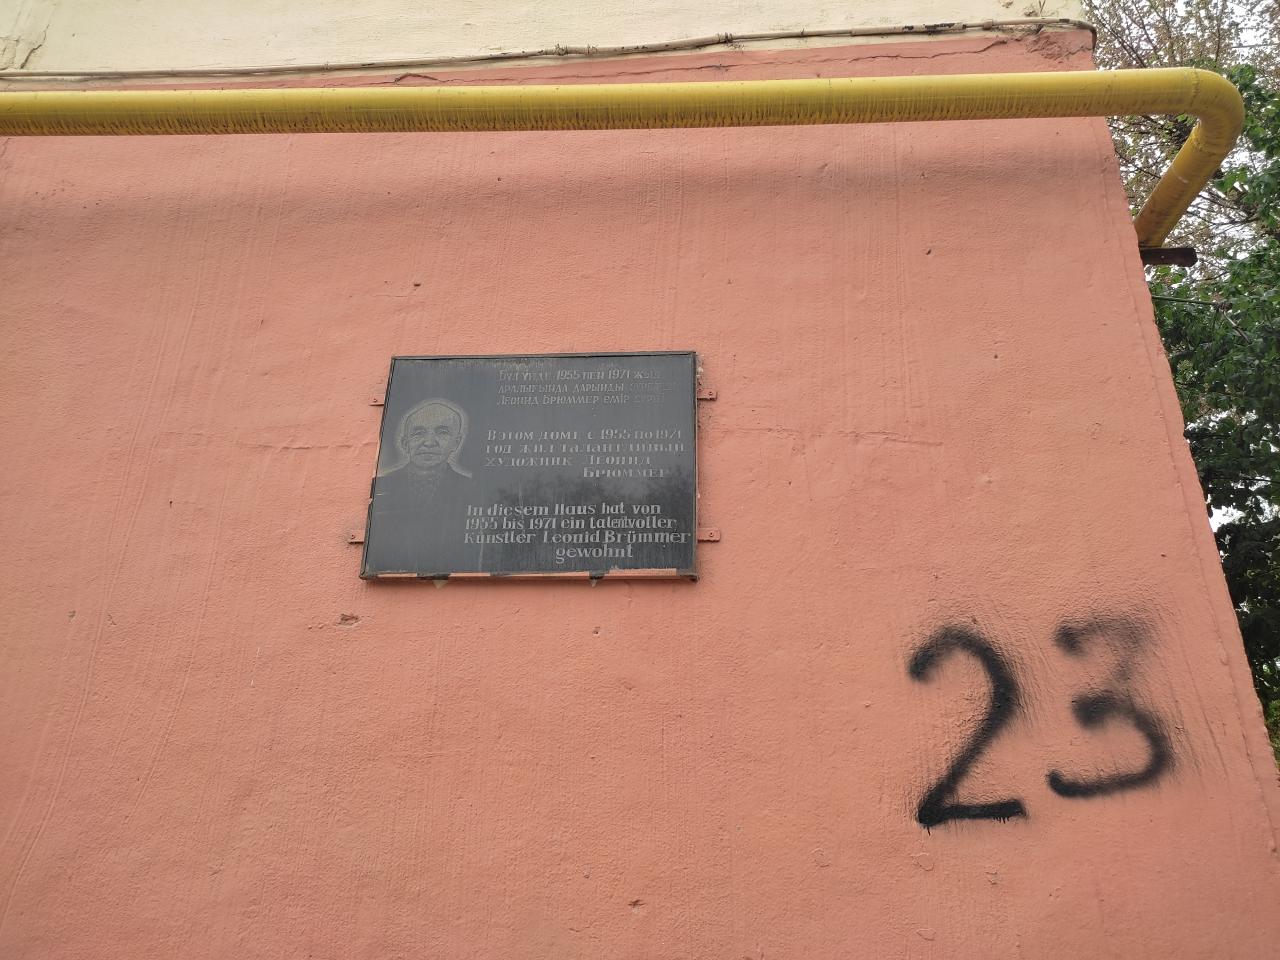 Бұл үйде 1955 пен 1971 жыл
аралығында дарынды суретші
Леонид Брюммер өмір сүрді
В этом доме с 1955 по 1971
год жил талантливый
художник Леонид
Брюммер
In diesem Haus hat von
1955 bis 1971 ein talentvoller
Künstler Leonid Brümmer
gewohnt
23